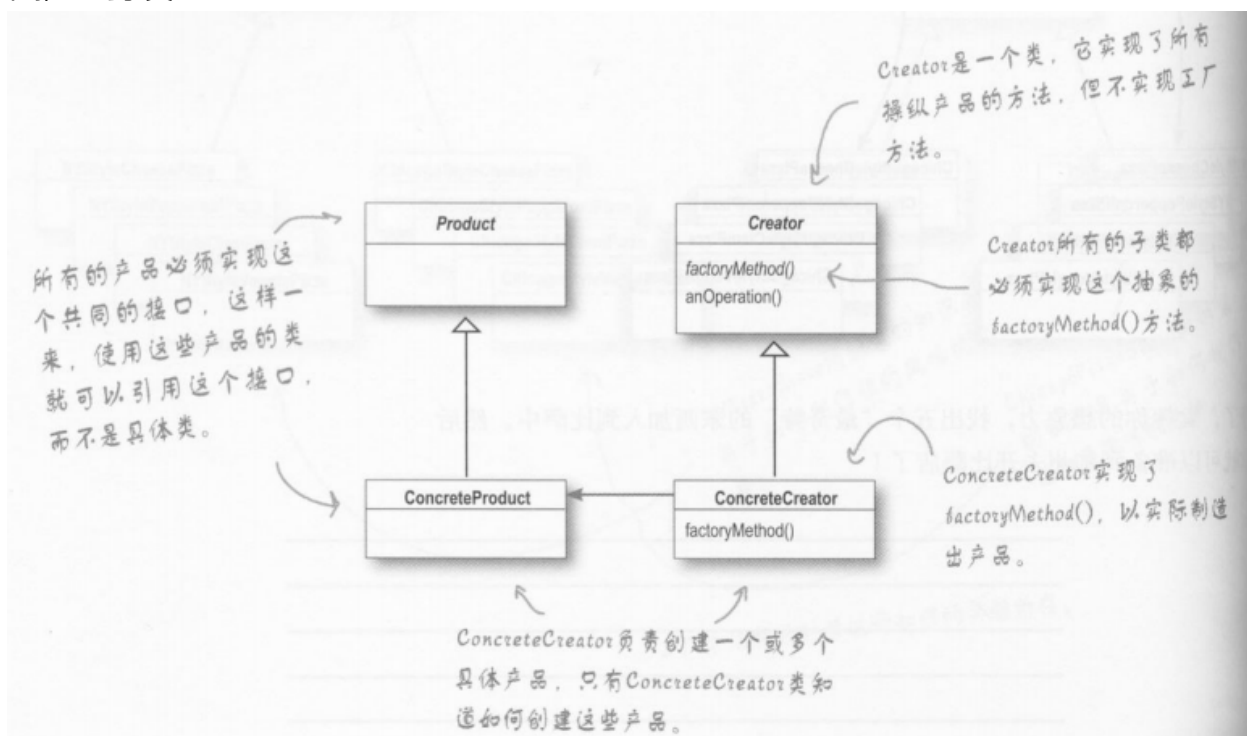 Creator是一个类，它实现了所有
操纵产品的方法，但不实现工厂
方法。
Product
Creator
factoryMethod()
anOperation()
所有的产品必须实现这
个共同的接口，这样一
来，使用这些产品的类
就可以引用这个接口，
而不是具体类。
Creator所有的子类都
必须实现这个抽象的
factoryMethod()方法。
ConcreteProduct
ConcreteCreator
factoryMethod()
ConcreteCreator实现了
factoryMethod()，以实际制造
出产品。
ConcreteCreator负责创建一个或多个
具体产品，只有ConcreteCreator类知
道如何创建这些产品。